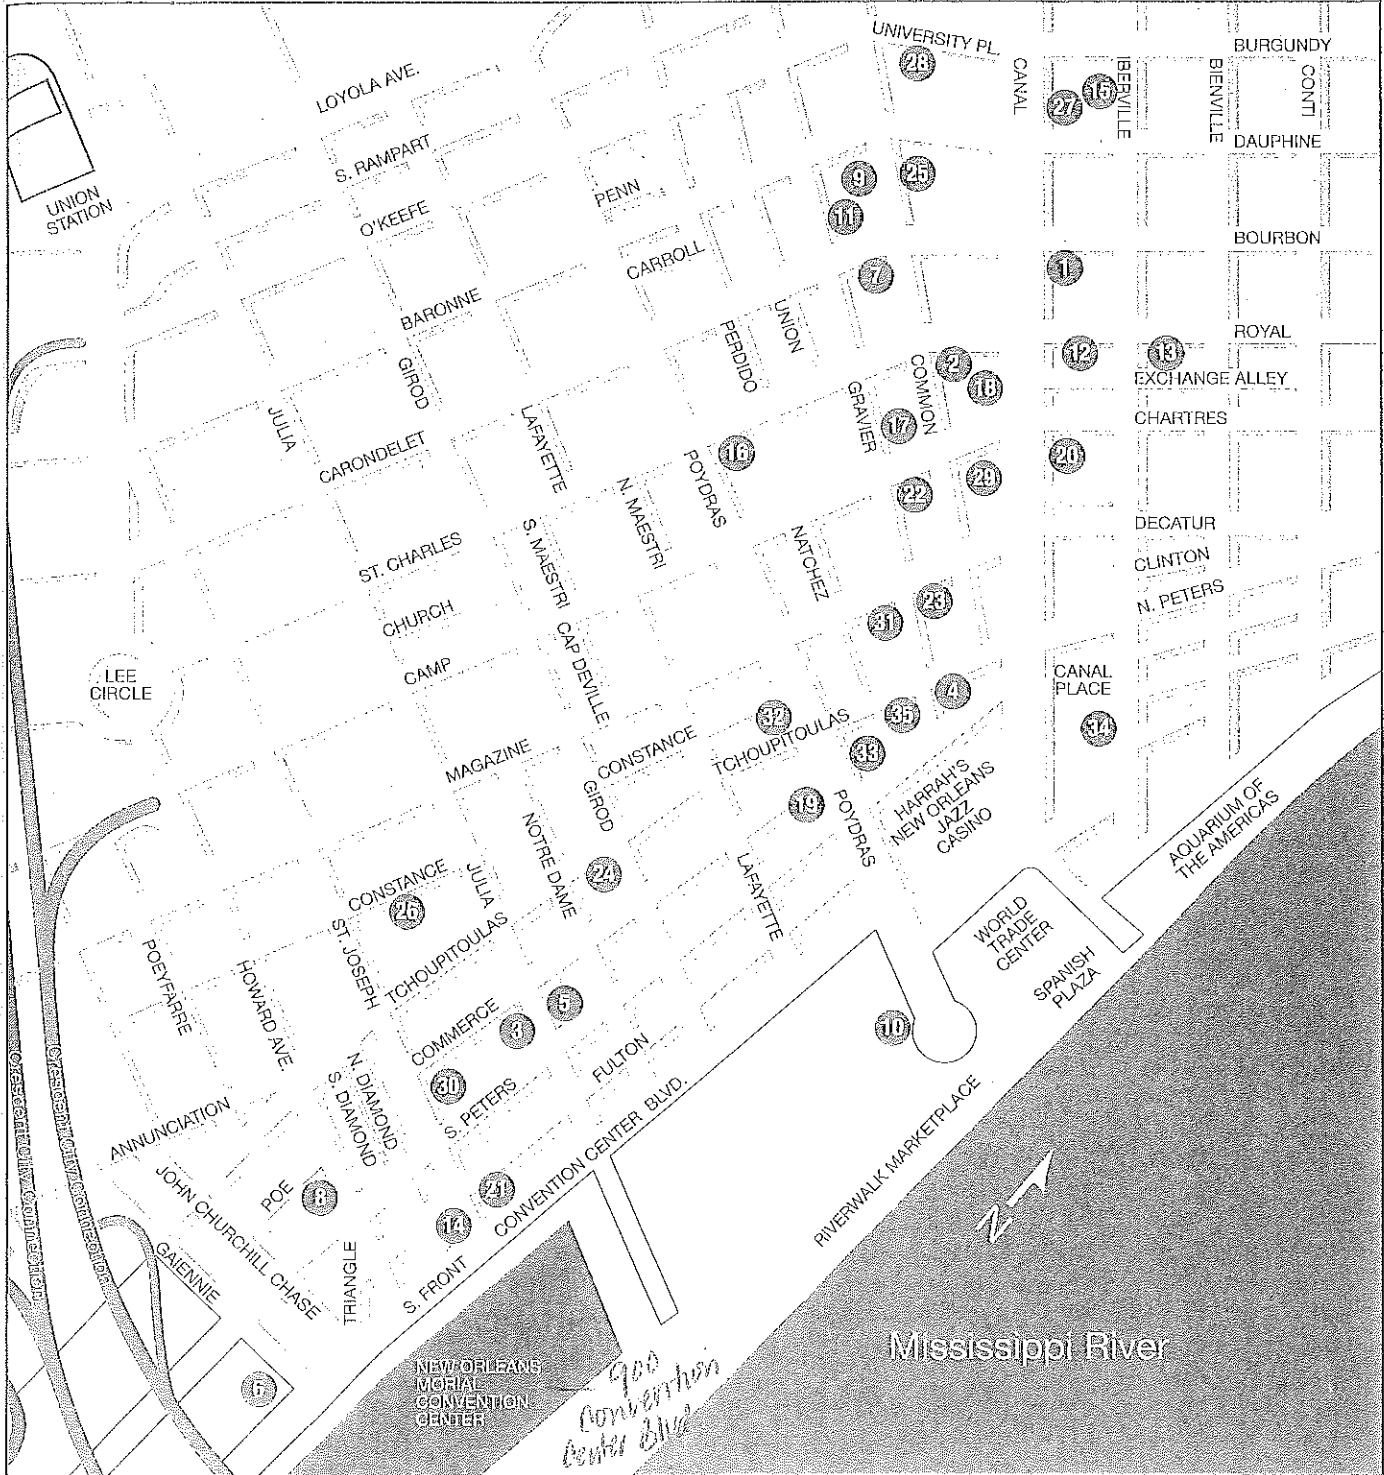 UNIVERSITY PL.
BURGUNDY
28
CANAL
IBERVILLE
BIENVILLE
CONTI
LOYOLA AVE.
15
27
S. RAMPART
DAUPHINE
UNION
STATION
PENN
9
25
O'KEEFE
11
CARROLL
BOURBON
1
7
BARONNE
UNION
PERDIDO
ROYAL
GIROD
2
12
13
COMMON
18
EXCHANGE ALLEY
GRAVIER
CHARTRES
JULIA
LAFAYETTE
17
CARONDELET
16
20
POYDRAS
22
29
N. MAESTRI
DECATUR
S. MAESTRI
NATCHEZ
ST. CHARLES
CLINTON
N. PETERS
CHURCH
23
31
CAP DEVILLE
CAMP
LEE
CIRCLE
CANAL
PLACE
4
32
35
34
TCHOUPITOULAS
CONSTANCE
33
MAGAZINE
HARRAH'S
NEW ORLEANS
JAZZ
CASINO
GIROD
19
POYDRAS
AQUARIUM OF
THE AMERICAS
NOTRE DAME
24
LAFAYETTE
CONSTANCE
JULIA
26
WORLD
TRADE
CENTER
ST. JOSEPH
TCHOUPITOULAS
POEYFARRE
HOWARD AVE.
SPANISH
PLAZA
COMMERCE
5
3
10
FULTON
N. DIAMOND
S. DIAMOND
30
S. PETERS
Crescent City Connection
Crescent City Connection
ANNUNCIATION
CONVENTION CENTER BLVD.
RIVERWALK MARKETPLACE
JOHN CHURCHILL CHASE
POE
8
21
14
N
GAIENNIE
TRIANGLE
S. FRONT
Mississippi River
6
NEW ORLEANS
MORIAL
CONVENTION
CENTER
900
Convention
Center Blvd